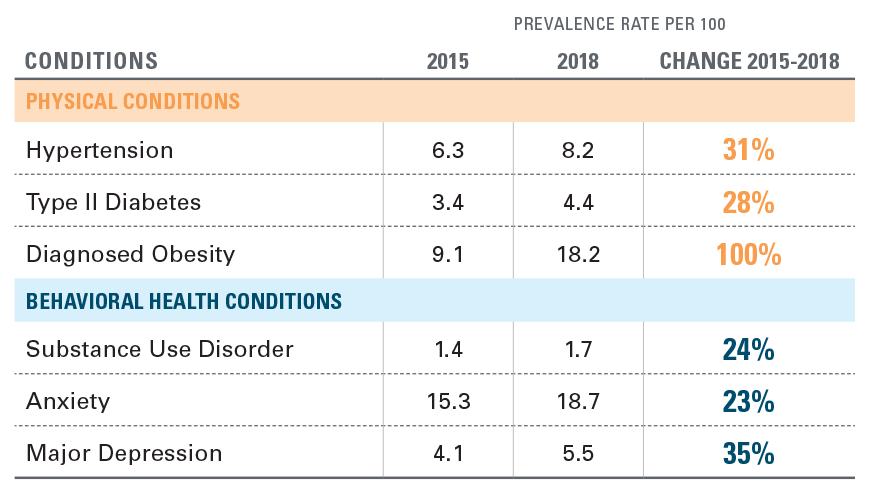 PREVALENCE RATE PER 100
CONDITIONS 2015 2018 CHANGE 2015-2018
PHYSICAL CONDITIONS
Hypertension 6.3 8.2 31%
Type II Diabetes 3.4 4.4 28%
Diagnosed Obesity 9.1 18.2 100%
BEHAVIORAL HEALTH CONDITIONS
Substance Use Disorder 1.4 1.7 24%
Anxiety 15.3 18.7 23%
Major Depression 4.1 5.5 35%